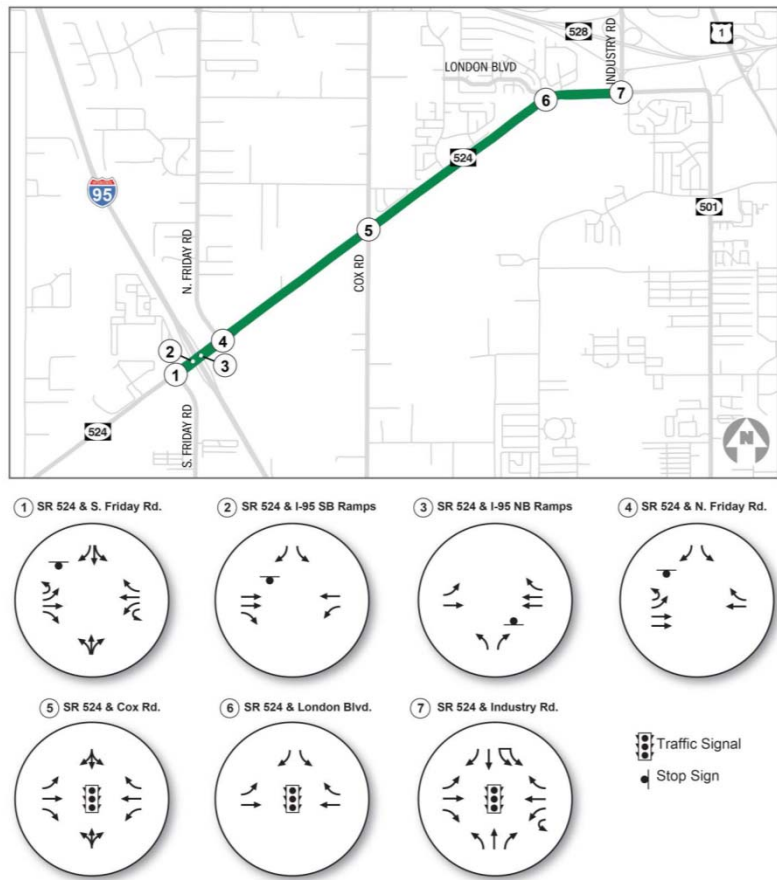 528
1
INDUSTRY RD
LONDON BLVD
6
7
524
95
501
N. FRIDAY RD
5
COX RD
4
2
3
1
S. FRIDAY RD
524
N
1 SR 524 & S. Friday Rd.
2 SR 524 & I-95 SB Ramps
3 SR 524 & I-95 NB Ramps
4 SR 524 & N. Friday Rd.
5 SR 524 & Cox Rd.
6 SR 524 & London Blvd.
7 SR 524 & Industry Rd.
Traffic Signal
Stop Sign